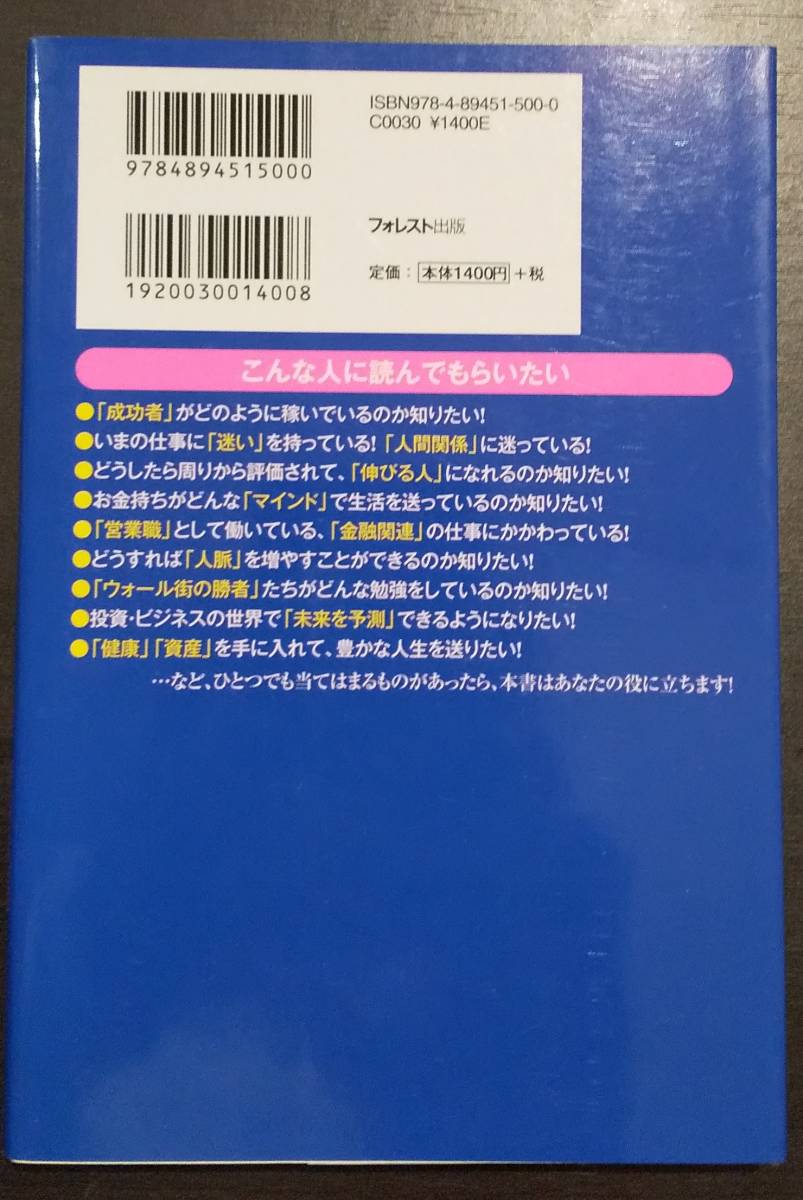 ISBN978-4-89451-500-0
C0030 ¥1400E
9784894515000
フォレスト出版
定価：本体1400円+税
1920030014008
こんな人に読んでもらいたい
●「成功者」がどのように稼いでいるのか知りたい！
●いまの仕事に「迷い」を持っている！「人間関係」に迷っている！
●どうしたら周りから評価されて、「伸びる人」になれるのか知りたい！
●お金持ちがどんな「マインド」で生活を送っているのか知りたい！
●「営業職」として働いている、「金融関連」の仕事にかかわっている！
●どうすれば「人脈」を増やすことができるのか知りたい！
●「ウォール街の勝者」たちがどんな勉強をしているのか知りたい！
●投資・ビジネスの世界で「未来を予測」できるようになりたい！
●「健康」「資産」を手に入れて、豊かな人生を送りたい！
…など、ひとつでも当てはまるものがあったら、本書はあなたの役に立ちます！